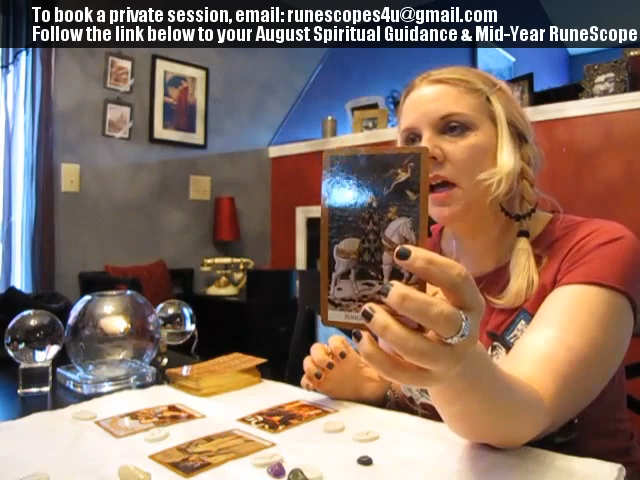 To book a private session, email: runescopes4u@gmail.com
Follow the link below to your August Spiritual Guidance & Mid-Year RuneScope